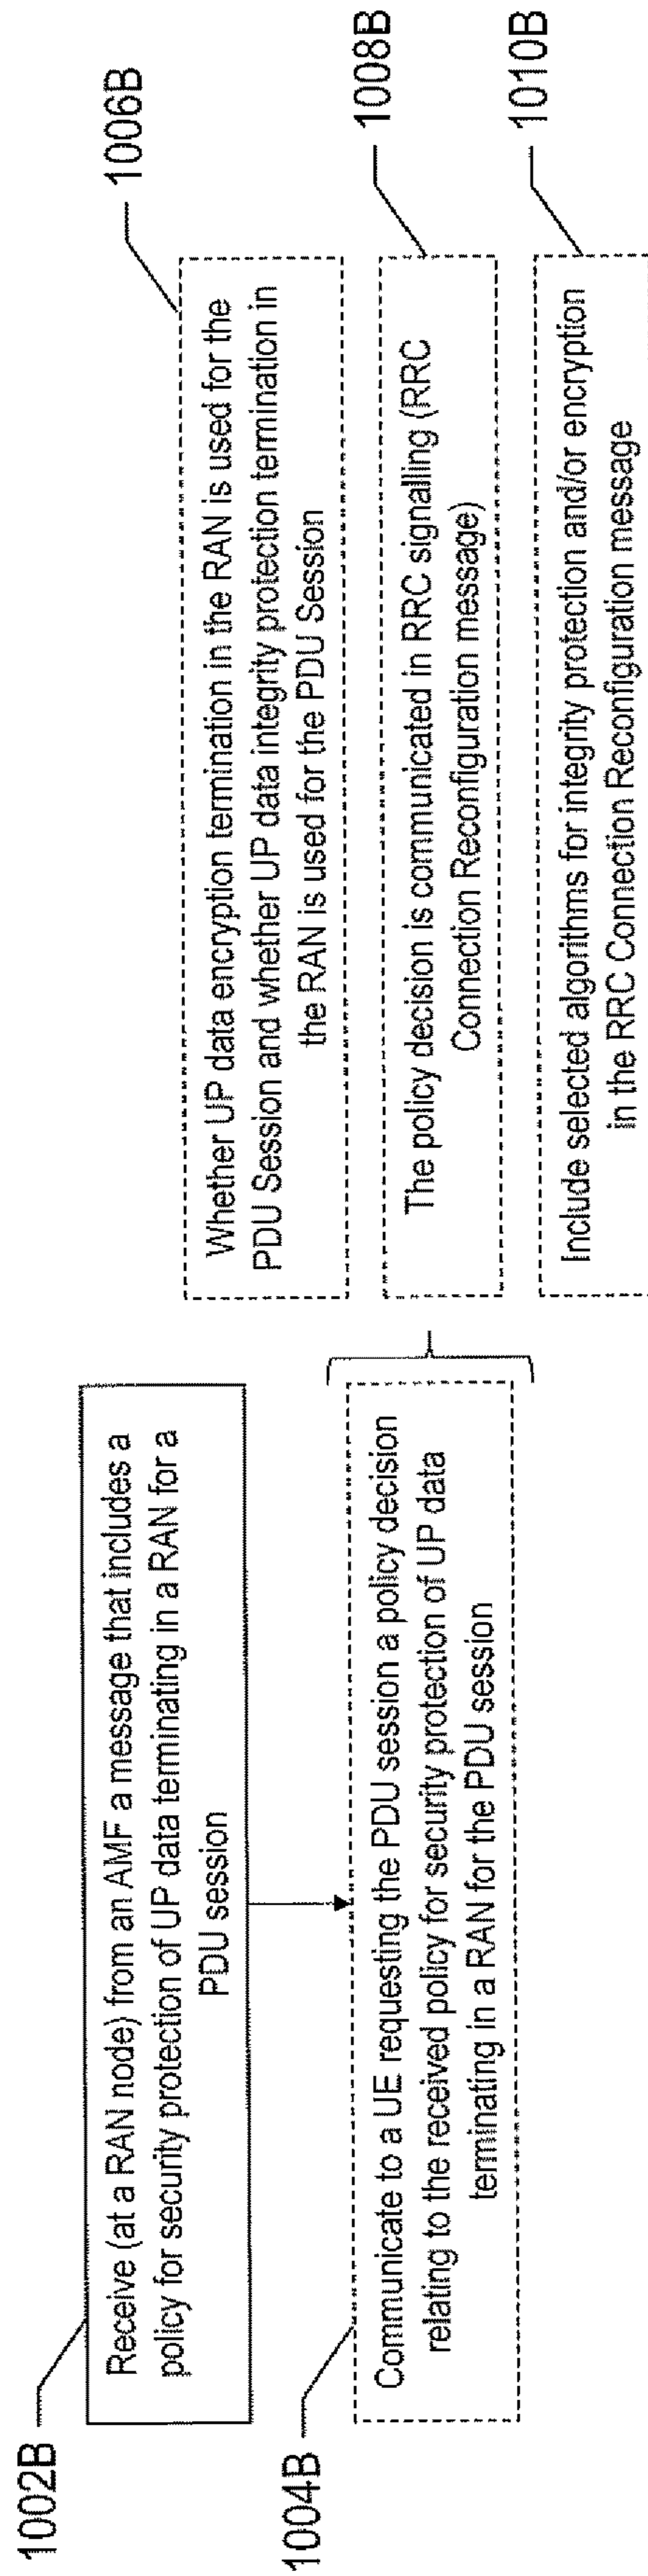 1002B
Receive (at a RAN node) from an AMF a message that includes a
policy for security protection of UP data terminating in a RAN for a
PDU session
1004B
Communicate to a UE requesting the PDU session a policy decision
relating to the received policy for security protection of UP data
terminating in a RAN for the PDU session
1006B
Whether UP data encryption termination in the RAN is used for the
PDU Session and whether UP data integrity protection termination in
the RAN is used for the PDU Session
1008B
The policy decision is communicated in RRC signalling (RRC
Connection Reconfiguration message)
1010B
Include selected algorithms for integrity protection and/or encryption
in the RRC Connection Reconfiguration message